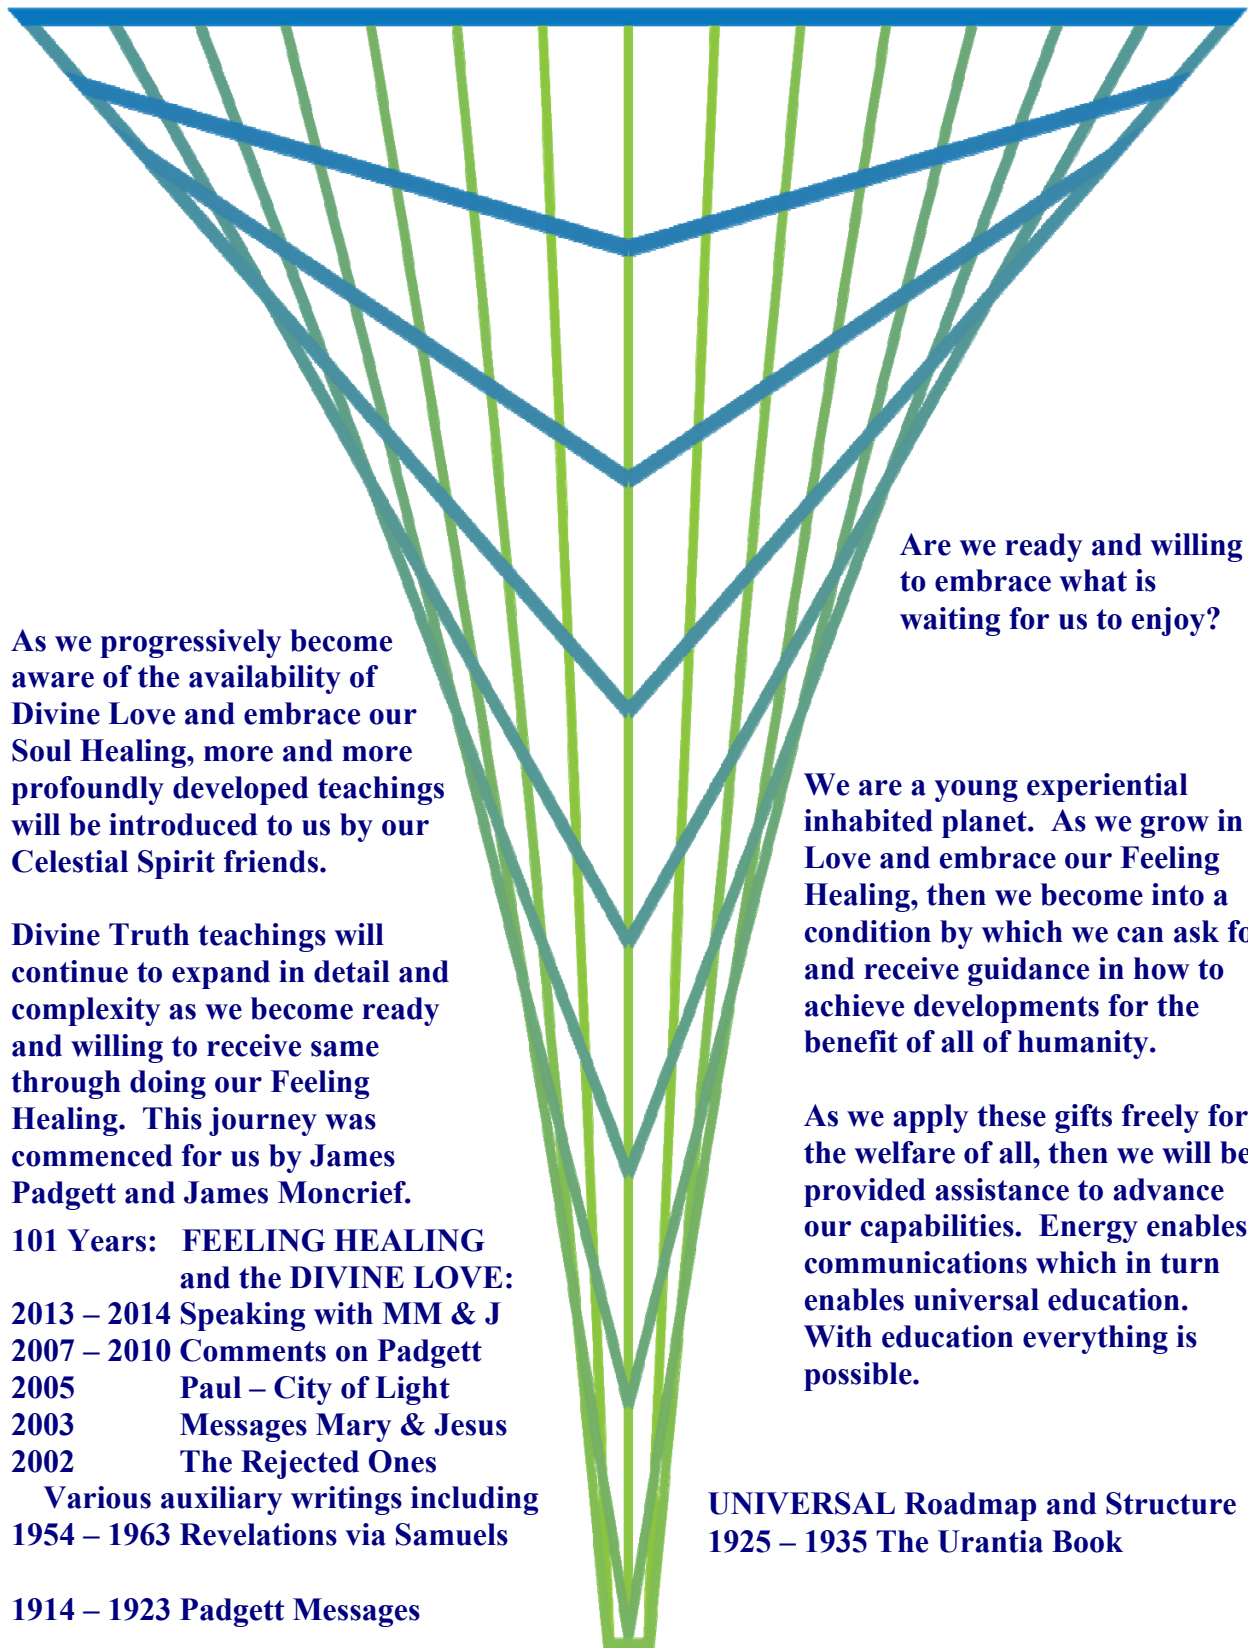 Are we ready and willing
to embrace what is
waiting for us to enjoy?
As we progressively become
aware of the availability of
Divine Love and embrace our
Soul Healing, more and more
profoundly developed teachings
will be introduced to us by our
Celestial Spirit friends.
Divine Truth teachings will
continue to expand in detail and
complexity as we become ready
and willing to receive same
through doing our Feeling
Healing. This journey was
commenced for us by James
Padgett and James Moncrief.
101 Years: FEELING HEALING
and the DIVINE LOVE:
2013 – 2014 Speaking with MM & J
2007 – 2010 Comments on Padgett
2005 Paul – City of Light
2003 Messages Mary & Jesus
2002 The Rejected Ones
Various auxiliary writings including
1954 – 1963 Revelations via Samuels
1914 – 1923 Padgett Messages
We are a young experiential
inhabited planet. As we grow in
Love and embrace our Feeling
Healing, then we become into a
condition by which we can ask fo
and receive guidance in how to
achieve developments for the
benefit of all of humanity.
As we apply these gifts freely for
the welfare of all, then we will be
provided assistance to advance
our capabilities. Energy enables
communications which in turn
enables universal education.
With education everything is
possible.
UNIVERSAL Roadmap and Structure
1925 – 1935 The Urantia Book